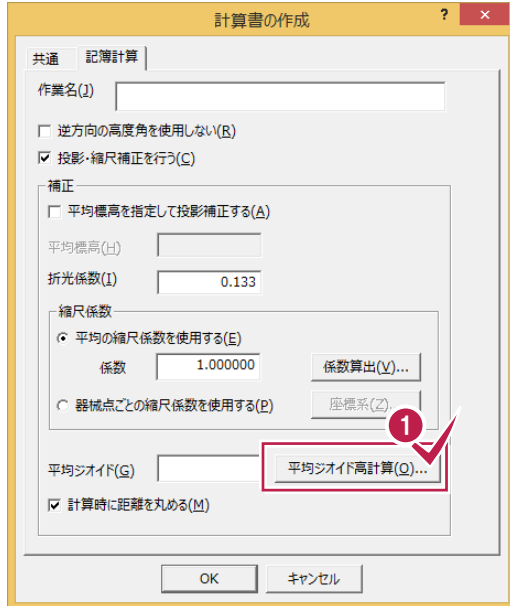 計算書の作成 ? ×
共通 記簿計算
作業名(J)
逆方向の高度角を使用しない(R)
投影・縮尺補正を行う(C)
補正
平均標高を指定して投影補正する(A)
平均標高(H)
折光係数(I) 0.133
縮尺係数
平均の縮尺係数を使用する(E)
係数 1.000000 係数算出(V)...
器械点ごとの縮尺係数を使用する(P) 座標系(Z)...
1
平均ジオイド(G) 平均ジオイド高計算(O)...
計算時に距離を丸める(M)
OK キャンセル